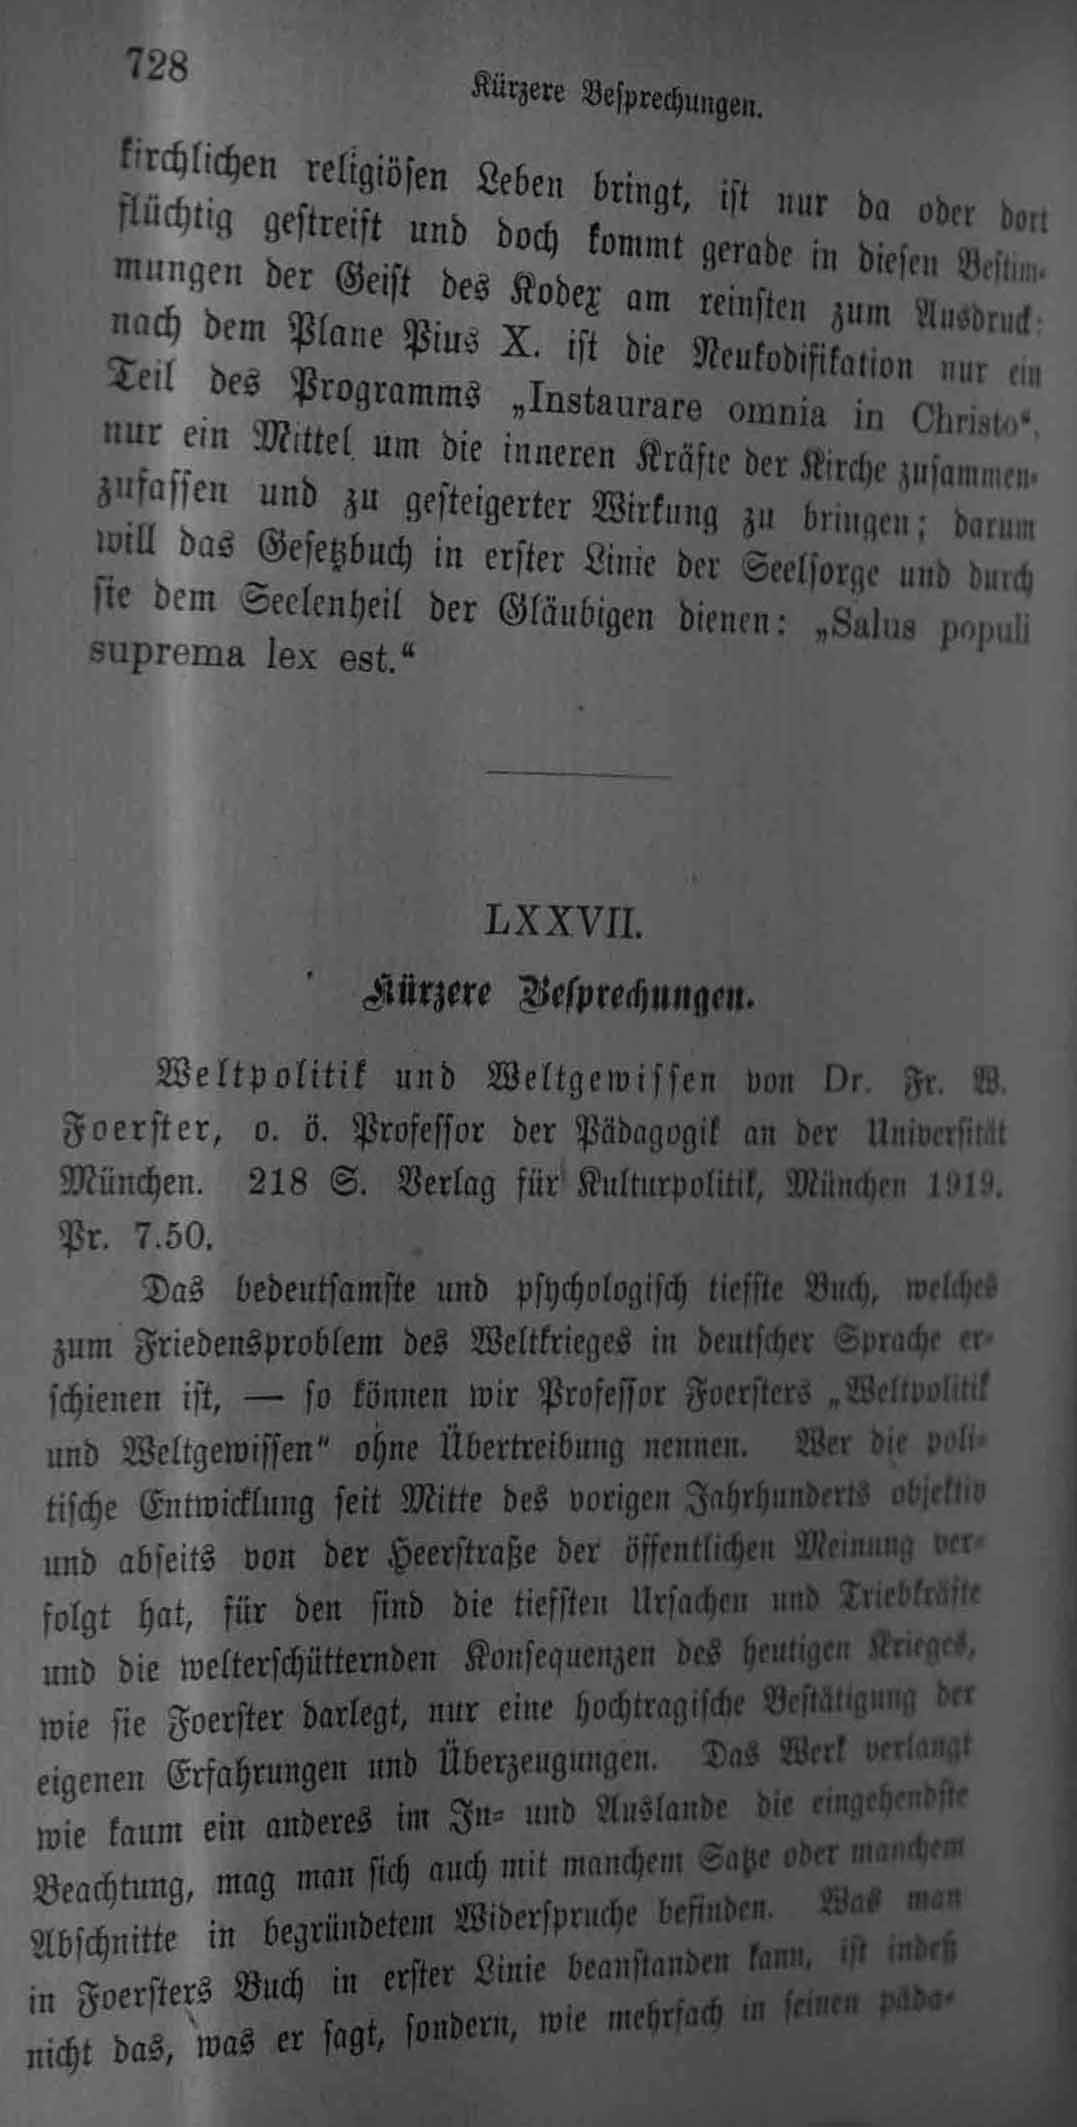 728
Kürzere Besprechungen.
kirchlichen religiösen Leben bringt, ist nur da oder dort
flüchtig gestreift und doch kommt gerade in diesen Bestim-
mungen der Geist des Kodex am reinsten zum Ausdruck:
nach dem Plane Pius X. ist die Neukodifikation nur ein
Teil des Programms „Instaurare omnia in Christo“,
nur ein Mittel um die inneren Kräfte der Kirche zusammen-
zufassen und zu gesteigerter Wirkung zu bringen; darum
will das Gesetzbuch in erster Linie der Seelsorge und durch
sie dem Seelenheil der Gläubigen dienen: „Salus populi
suprema lex est.“
LXXVII.
Kürzere Besprechungen.
Weltpolitik und Weltgewissen von Dr. Fr. W.
Foerster, o. ö. Professor der Pädagogik an der Universität
München. 218 S. Verlag für Kulturpolitik, München 1919.
Pr. 7.50.
Das bedeutsamste und psychologisch tiefste Buch, welches
zum Friedensproblem des Weltkrieges in deutscher Sprache er-
schienen ist, — so können wir Professor Foersters „Weltpolitik
und Weltgewissen“ ohne Übertreibung nennen. Wer die poli-
tische Entwicklung seit Mitte des vorigen Jahrhunderts objektiv
und abseits von der Heerstraße der öffentlichen Meinung ver-
folgt hat, für den sind die tiefsten Ursachen und Triebkräfte
und die welterschütternden Konsequenzen des heutigen Krieges,
wie sie Foerster darlegt, nur eine hochtragische Bestätigung der
eigenen Erfahrungen und Überzeugungen. Das Werk verlangt
wie kaum ein anderes im In- und Auslande die eingehendste
Beachtung, mag man sich auch mit manchem Satze oder manchem
Abschnitte in begründetem Widerspruche befinden. Was man
in Foersters Buch in erster Linie beanstanden kann, ist indeß
nicht das, was er sagt, sondern, wie mehrfach in seinen päda-